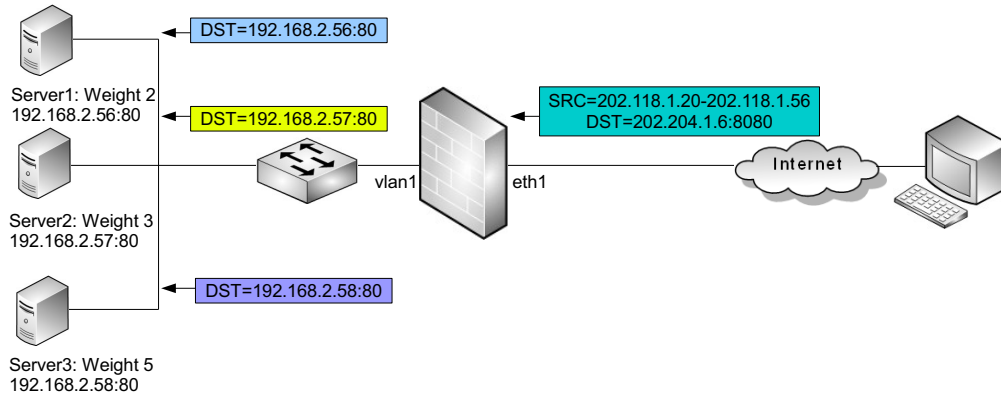 DST=192.168.2.56:80
Server1: Weight 2
192.168.2.56:80
DST=192.168.2.57:80
SRC=202.118.1.20-202.118.1.56
DST=202.204.1.6:8080
Internet
vlan1
eth1
Server2: Weight 3
192.168.2.57:80
DST=192.168.2.58:80
Server3: Weight 5
192.168.2.58:80